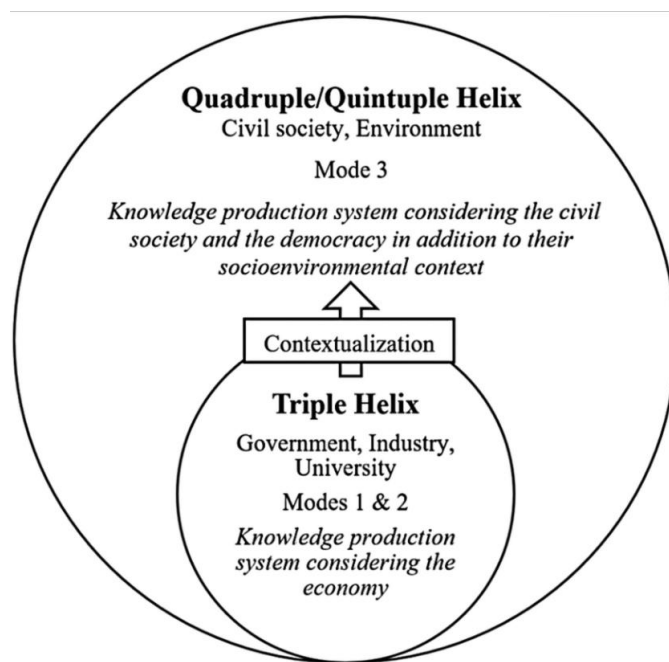 Quadruple/Quintuple Helix
Civil society, Environment
Mode 3
Knowledge production system considering the civil
society and the democracy in addition to their
socioenvironmental context
Contextualization
Triple Helix
Government, Industry,
University
Modes 1 & 2
Knowledge production
system considering the
economy